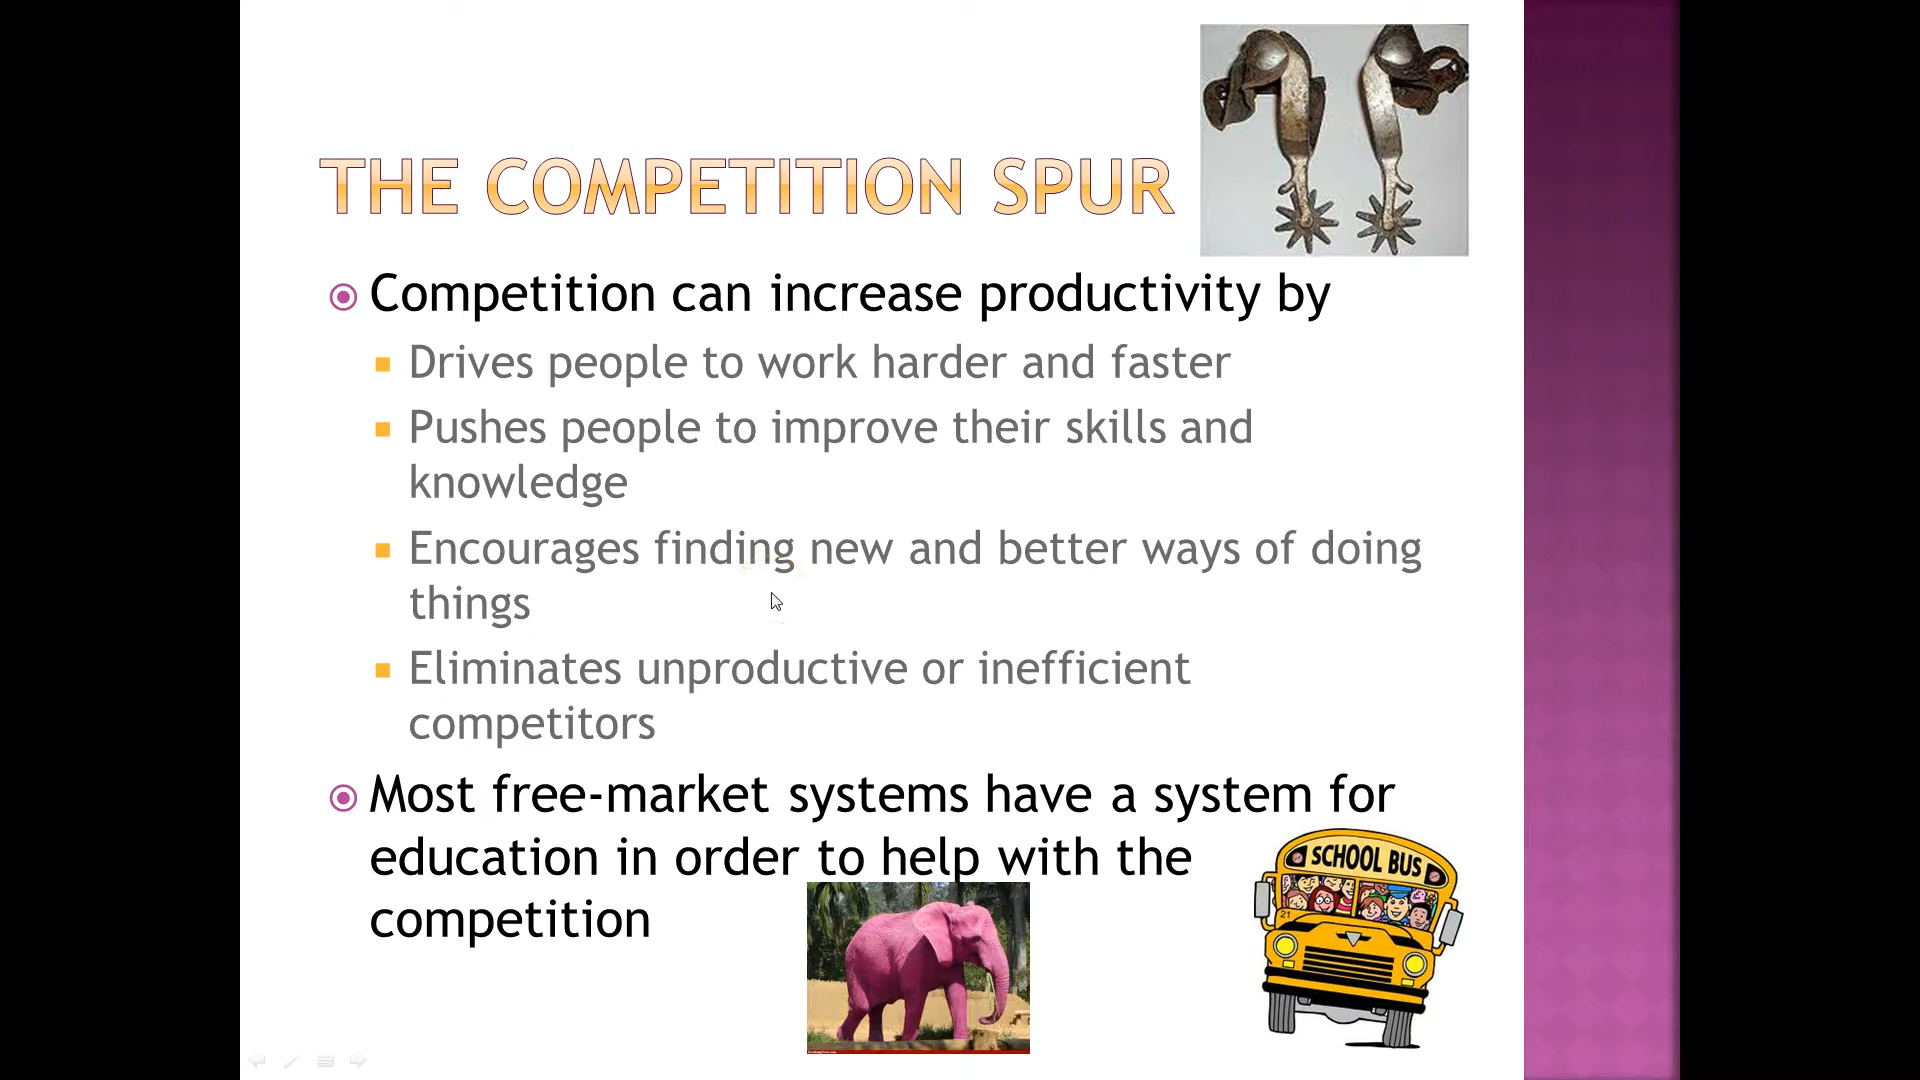 THE COMPETITION SPUR
Competition can increase productivity by
Drives people to work harder and faster
Pushes people to improve their skills and
knowledge
Encourages finding new and better ways of doing
things
Eliminates unproductive or inefficient
competitors
Most free-market systems have a system for
education in order to help with the
competition
SCHOOL BUS
21